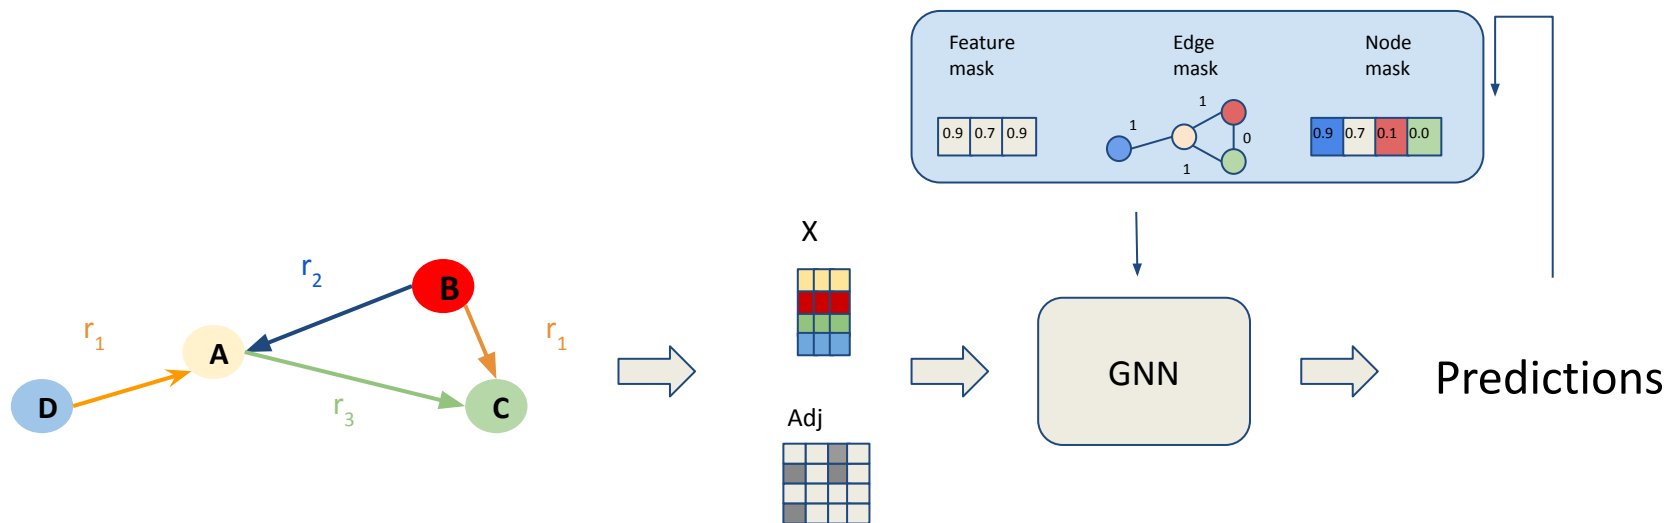 Feature
mask
Edge
mask
Node
mask
0.9 0.7 0.9
1
1
0
1
0.9 0.7 0.1 0.0
X
r2
B
r1
A
r1
D
r3
C
Adj
GNN
Predictions